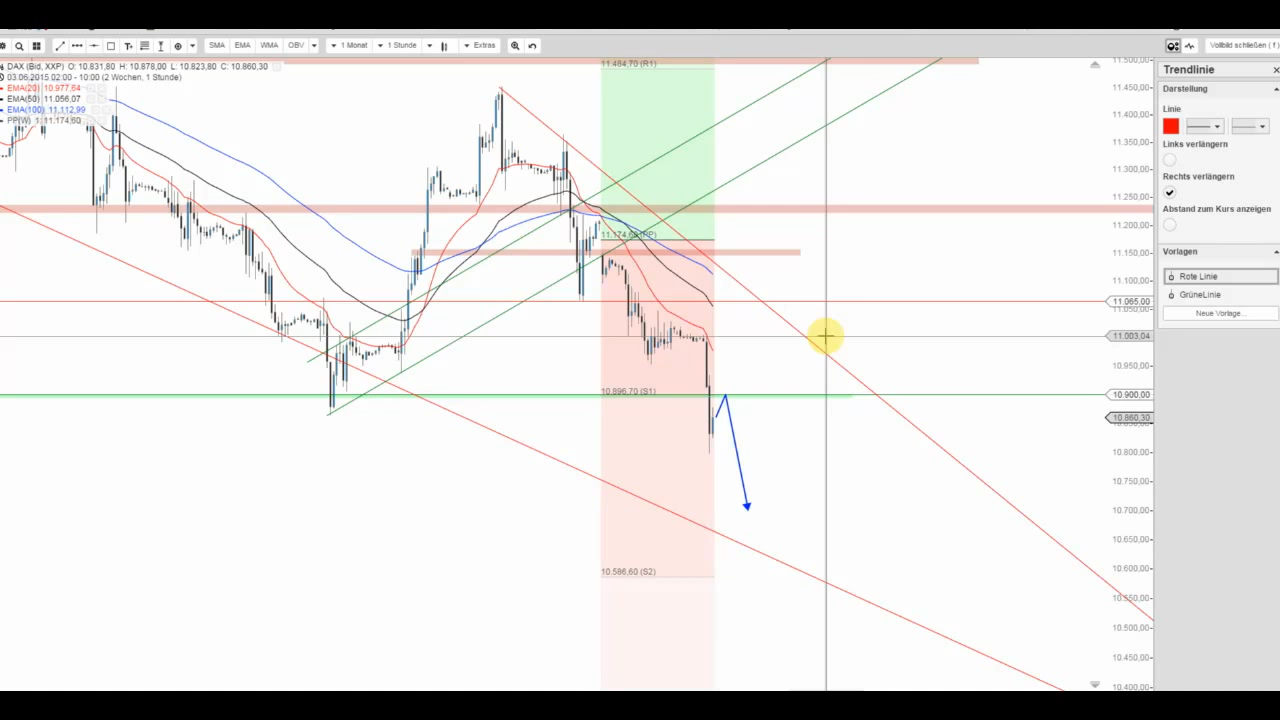 SMA EMA WMA OBV 1 Monat 1 Stunde Extras Vollbild schließen ( f )
DAX (Bid, XXP) O: 10.831,80 H: 10.878,00 L: 10.823,80 C: 10.860,30
03.06.2015 02:00 - 10:00 (2 Wochen, 1 Stunde)
EMA(20) 10.977,64
EMA(50) 11.056,07
EMA(100) 11.112,99
PP(W) 1: 11.174,60
11.484,70 (R1)
11.174,60 (PP)
10.896,70 (S1)
10.586,60 (S2)
11.500,00
11.450,00
11.400,00
11.350,00
11.300,00
11.250,00
11.200,00
11.150,00
11.100,00
11.065,00
11.050,00
11.003,04
10.950,00
10.900,00
10.860,30
10.800,00
10.750,00
10.700,00
10.650,00
10.600,00
10.550,00
10.500,00
10.450,00
10.400,00
Trendlinie
Darstellung
Linie
Links verlängern
Rechts verlängern
Abstand zum Kurs anzeigen
Vorlagen
Rote Linie
GrüneLinie
Neue Vorlage...